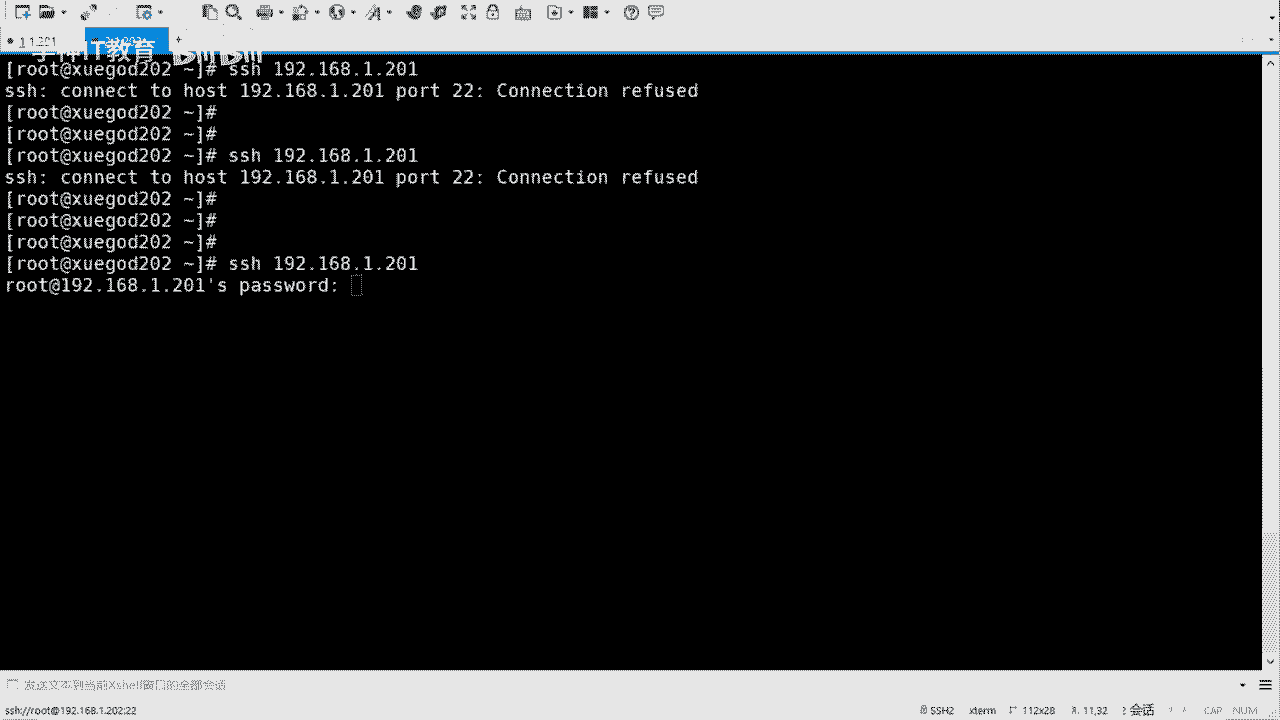 1 1.201
IT教育
[root@xuegod202 ~]# ssh 192.168.1.201
ssh: connect to host 192.168.1.201 port 22: Connection refused
[root@xuegod202 ~]#
[root@xuegod202 ~]#
[root@xuegod202 ~]# ssh 192.168.1.201
ssh: connect to host 192.168.1.201 port 22: Connection refused
[root@xuegod202 ~]#
[root@xuegod202 ~]#
[root@xuegod202 ~]#
[root@xuegod202 ~]# ssh 192.168.1.201
root@192.168.1.201's password:
发送文本到当前Xshell窗口的全部会话
ssh://root@192.168.1.202:22
SSH2 xterm 112x28 11,32 会话 CAP NUM